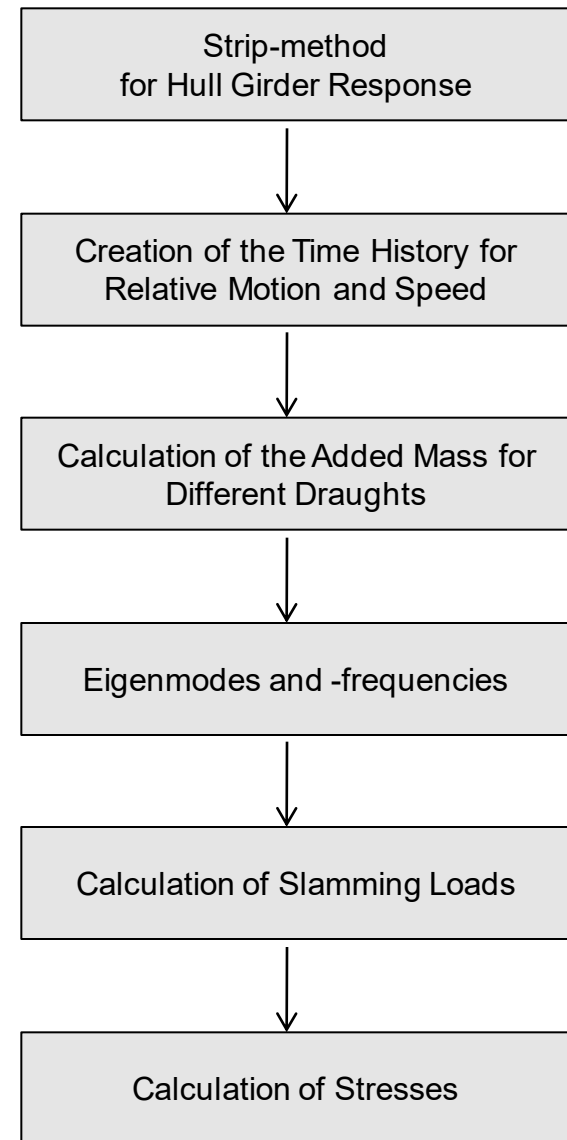 Strip-method
for Hull Girder Response
Creation of the Time History for
Relative Motion and Speed
Calculation of the Added Mass for
Different Draughts
Eigenmodes and -frequencies
Calculation of Slamming Loads
Calculation of Stresses